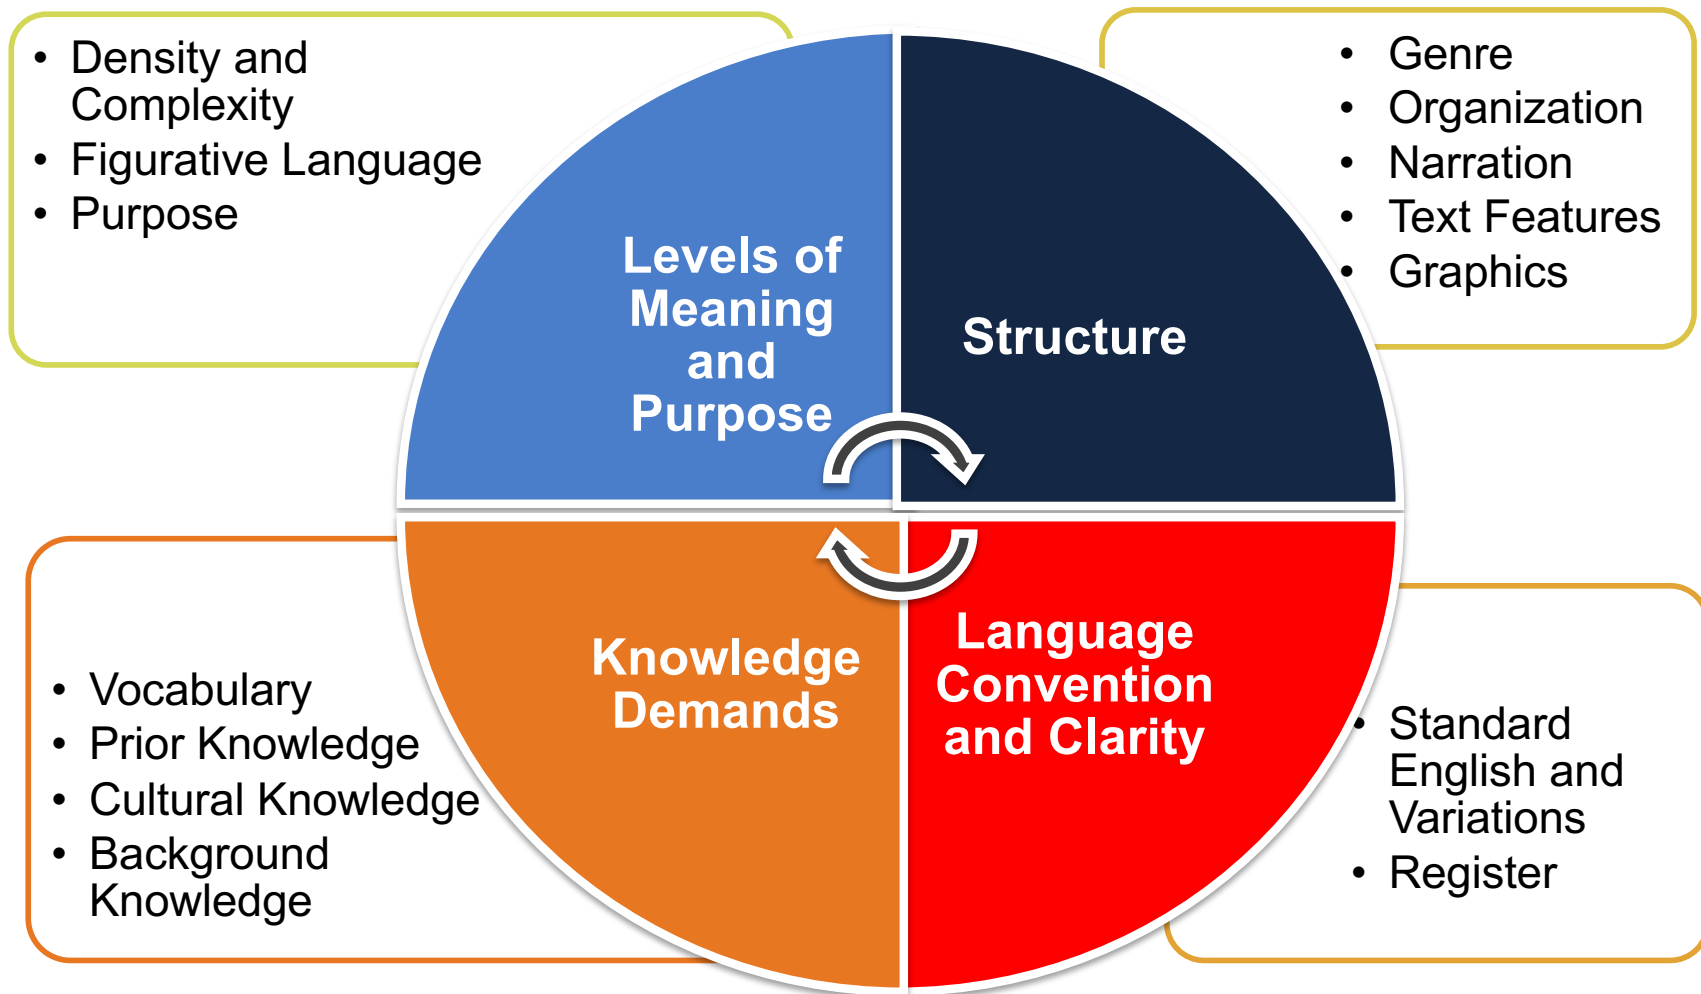 • Density and
Complexity
• Figurative Language
• Purpose
Levels of
Meaning
and
Purpose
• Genre
• Organization
• Narration
• Text Features
• Graphics
Structure
• Vocabulary
• Prior Knowledge
• Cultural Knowledge
• Background
Knowledge
Knowledge
Demands
Language
Convention
and Clarity
• Standard
English and
Variations
• Register